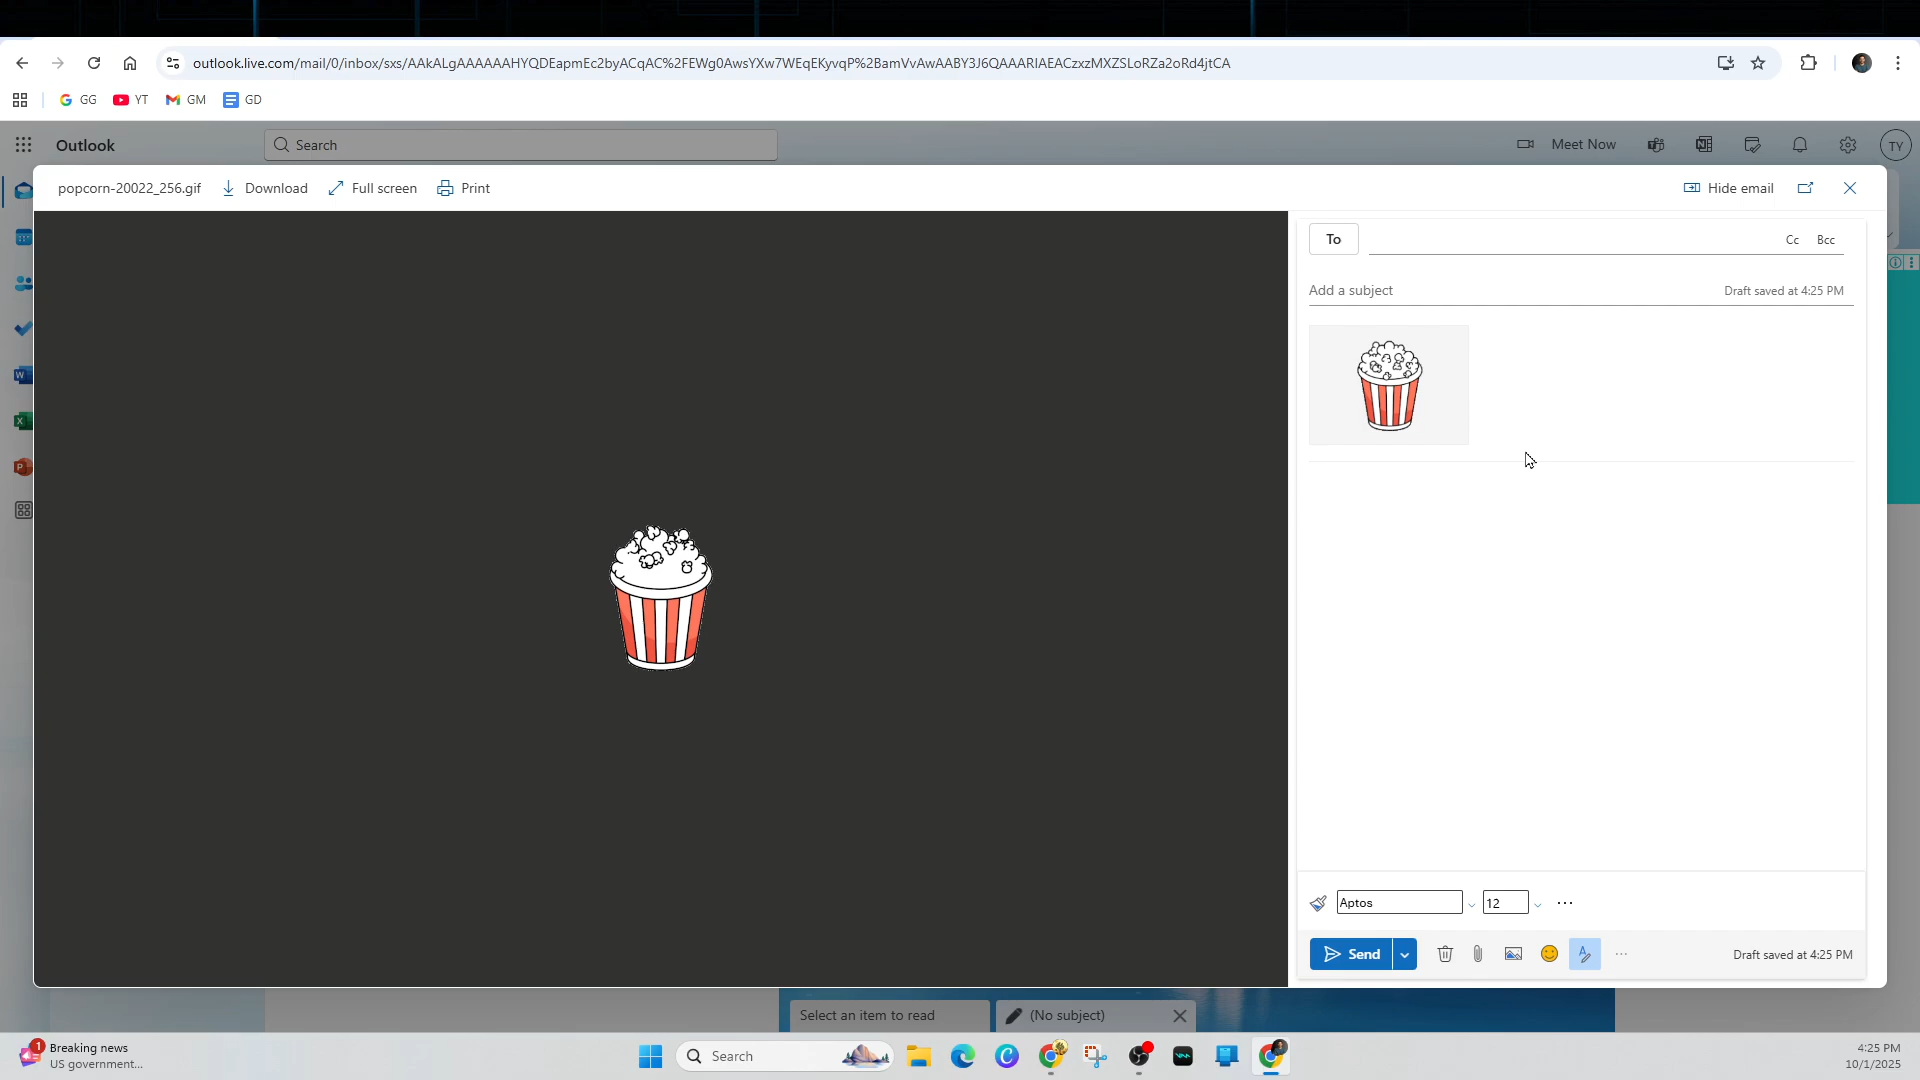 outlook.live.com/mail/0/inbox/sxs/AAkALgAAAAAAHYQDEapmEc2byACqAC%2FEWg0AwsYXw7WEqEKyvqP%2BamVvAwAABY3J6QAAARIAEACzxzMXZSLoRZa2oRd4jtCA
GG YT GM GD
Outlook Search Meet Now TY
popcorn-20022_256.gif Download Full screen Print Hide email
To Cc Bcc
Add a subject Draft saved at 4:25 PM
Aptos 12
Send Draft saved at 4:25 PM
Select an item to read (No subject)
1 Breaking news
US government...
Search
4:25 PM
10/1/2025